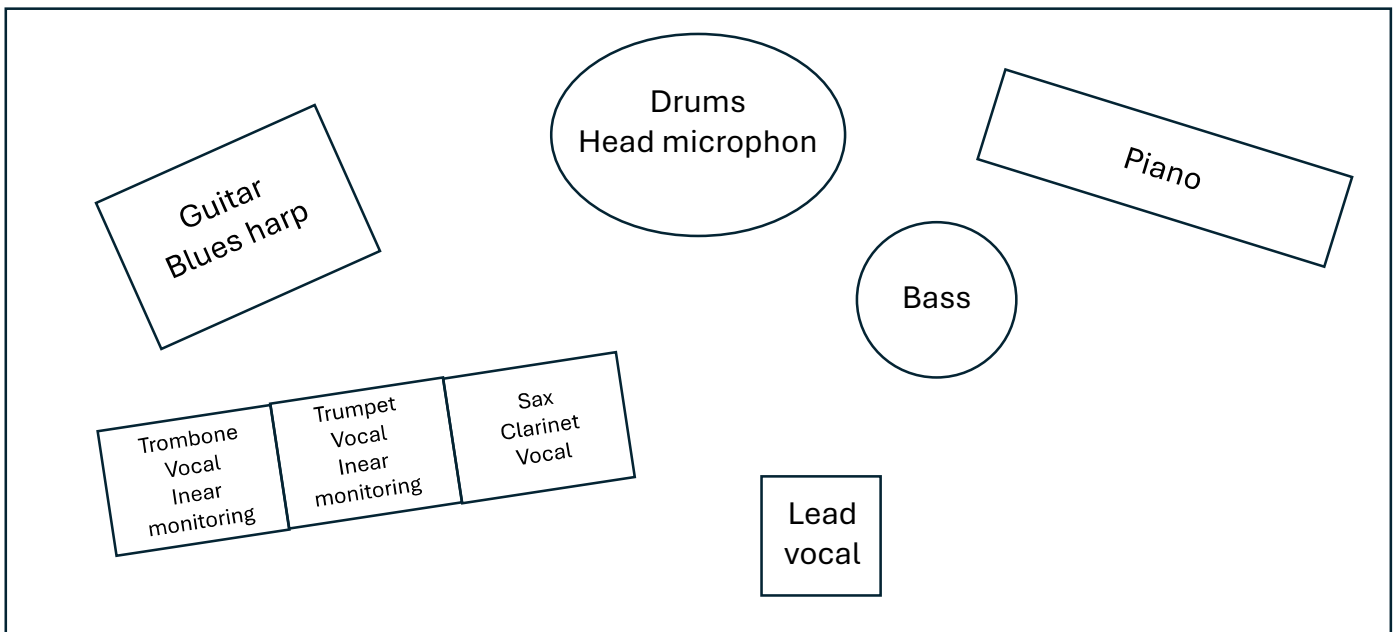 Drums
Head microphon
Piano
Guitar
Blues harp
Bass
Trombone
Vocal
Inear
monitoring
Trumpet
Vocal
Inear
monitoring
Sax
Clarinet
Vocal
Lead
vocal